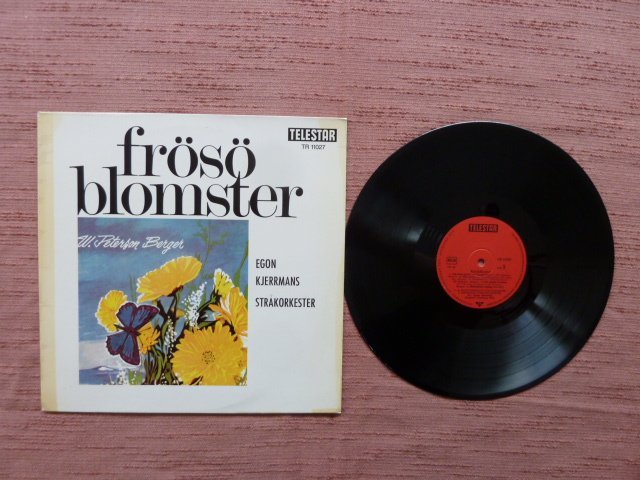 TELESTAR
TR 11027
frösö
blomster
W. Peterson Berger
EGON
KJERRMANS
STRÅKORKESTER
TELESTAR